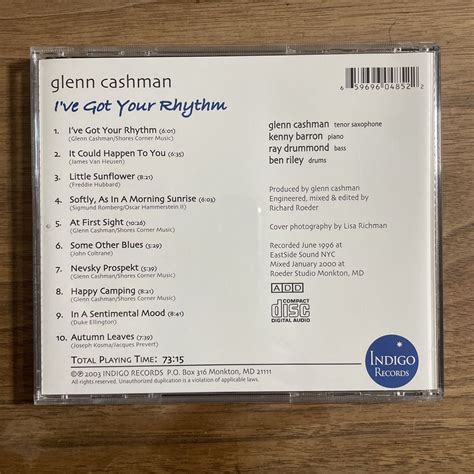 glenn cashman
I've Got Your Rhythm
1. I've Got Your Rhythm (6:01)
(Glenn Cashman/Shores Corner Music)
2. It Could Happen To You (6:35)
(James Van Heusen)
3. Little Sunflower (8:21)
(Freddie Hubbard)
4. Softly, As In A Morning Sunrise (6:03)
(Sigmund Romberg/Oscar Hammerstein II)
5. At First Sight (10:26)
(Glenn Cashman/Shores Corner Music)
6. Some Other Blues (5:29)
(John Coltrane)
7. Nevsky Prospekt (5:29)
(Glenn Cashman/Shores Corner Music)
8. Happy Camping (6:51)
(Glenn Cashman/Shores Corner Music)
9. In A Sentimental Mood (8:41)
(Duke Ellington)
10. Autumn Leaves (7:39)
(Joseph Kosma/Jacques Prevert)
Total Playing Time: 73:15
©℗ 2003 INDIGO RECORDS P.O. Box 316 Monkton, MD 21111
All rights reserved. Unauthorized duplication is a violation of applicable laws.
6 59696 04852 2
glenn cashman tenor saxophone
kenny barron piano
ray drummond bass
ben riley drums
Produced by glenn cashman
Engineered, mixed & edited by
Richard Roeder
Cover photography by Lisa Richman
Recorded June 1996 at
EastSide Sound NYC
Mixed January 2000 at
Roeder Studio Monkton, MD
ADD
COMPACT
disc
DIGITAL AUDIO
Indigo
Records